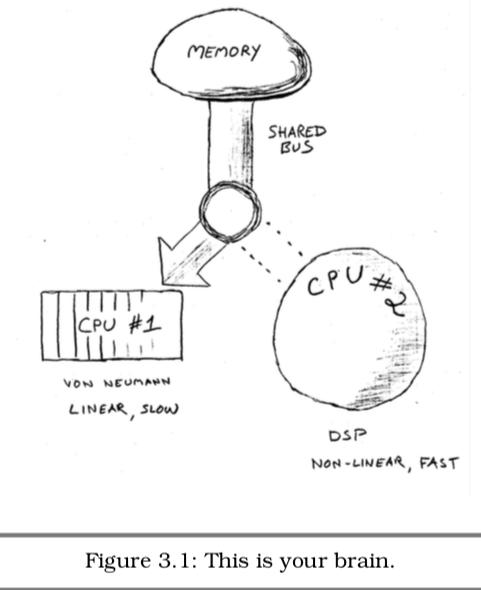 MEMORY
SHARED
BUS
CPU #1
CPU #2
VON NEUMANN
LINEAR, SLOW
DSP
NON-LINEAR, FAST
Figure 3.1: This is your brain.